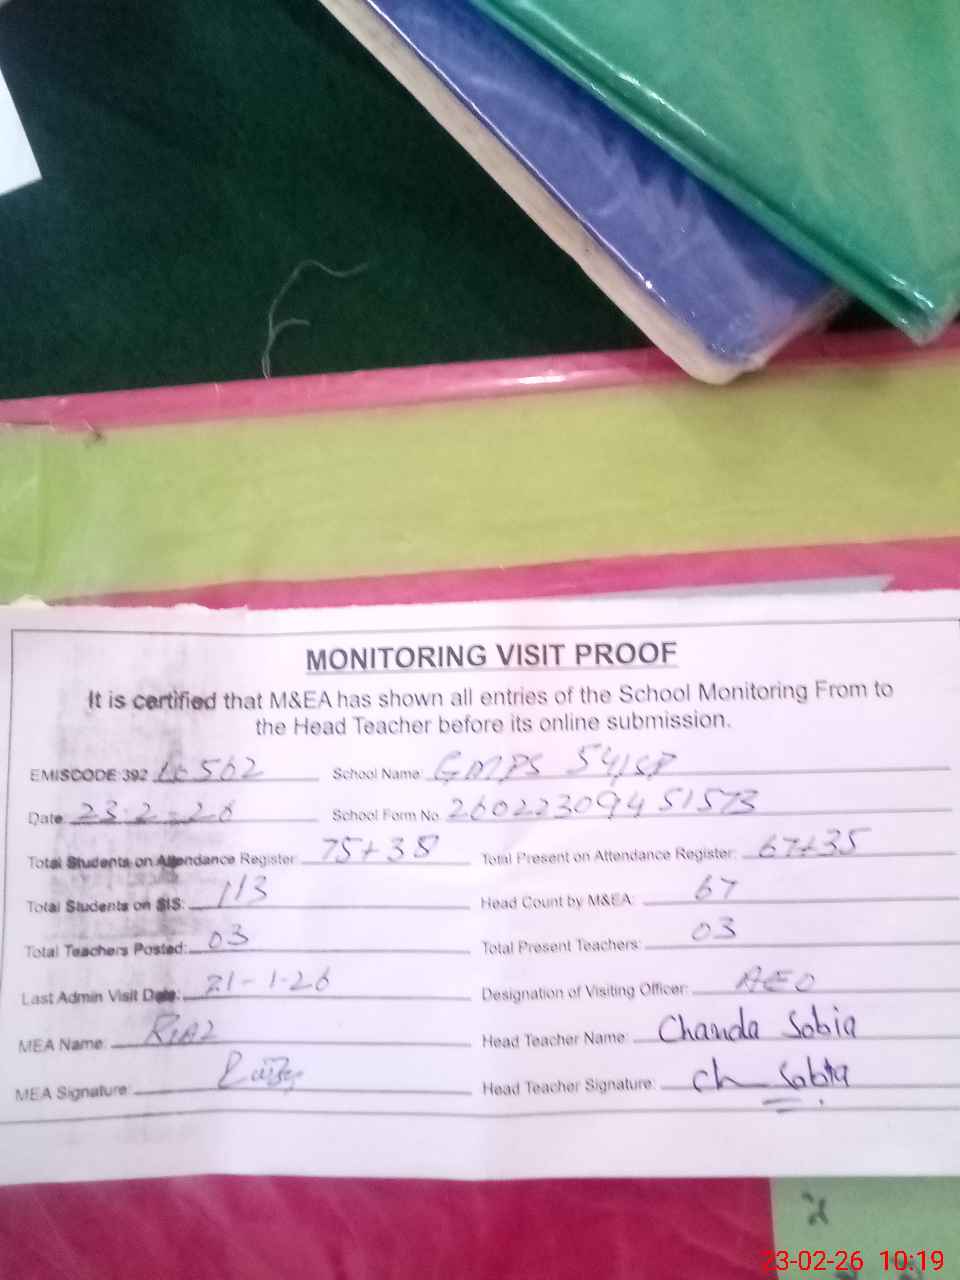 MONITORING VISIT PROOF
It is certified that M&EA has shown all entries of the School Monitoring From to
the Head Teacher before its online submission.
EMISCODE 392 562 School Name: GMPS 54/SP
Date 23-2-26 School Form No. 26022309451573
Total Students on Attendance Register: 75+38 Total Present on Attendance Register: 67+35
Total Students on SIS: 113 Head Count by M&EA: 67
Total Teachers Posted: 03 Total Present Teachers: 03
Last Admin Visit Date: 21-1-26 Designation of Visiting Officer: AEO
MEA Name: Riaz Head Teacher Name: Chanda Sobia
MEA Signature: Head Teacher Signature: Ch Sobia
23-02-26 10:19